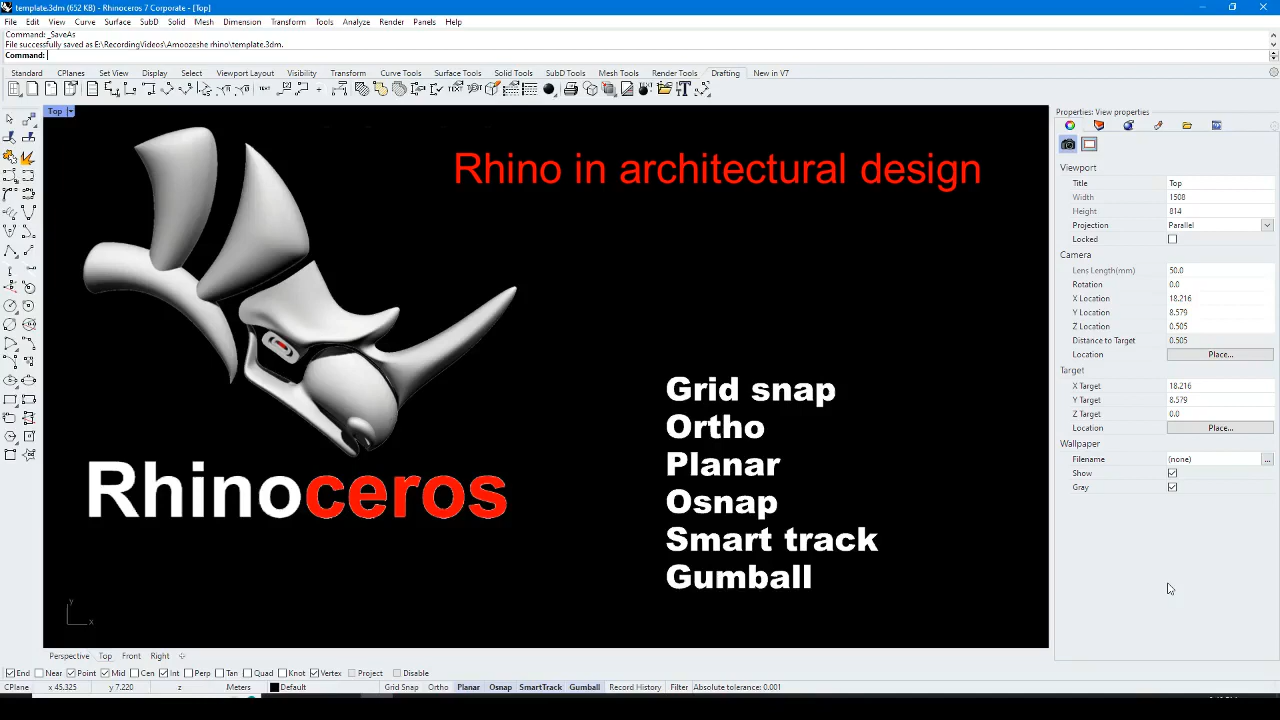 template.3dm (652 KB) - Rhinoceros 7 Corporate - [Top]
File Edit View Curve Surface SubD Solid Mesh Dimension Transform Tools Analyze Render Panels Help
Command: _SaveAs
File successfully saved as E:\RecordingVideos\Amoozeshe rhino\template.3dm.
Command:
Standard CPlanes Set View Display Select Viewport Layout Visibility Transform Curve Tools Surface Tools Solid Tools SubD Tools Mesh Tools Render Tools Drafting New in V7
Top
Rhino in architectural design
Grid snap
Ortho
Planar
Osnap
Smart track
Gumball
Rhinoceros
y
x
Properties: View properties
Viewport
Title Top
Width 1508
Height 814
Projection Parallel
Locked
Camera
Lens Length(mm) 50.0
Rotation 0.0
X Location 18.216
Y Location 8.579
Z Location 0.505
Distance to Target 0.505
Location Place...
Target
X Target 18.216
Y Target 8.579
Z Target 0.0
Location Place...
Wallpaper
Filename (none) ...
Show
Gray
Perspective Top Front Right
End Near Point Mid Cen Int Perp Tan Quad Knot Vertex Project Disable
CPlane x 45.325 y 7.220 z Meters Default Grid Snap Ortho Planar Osnap SmartTrack Gumball Record History Filter Absolute tolerance: 0.001